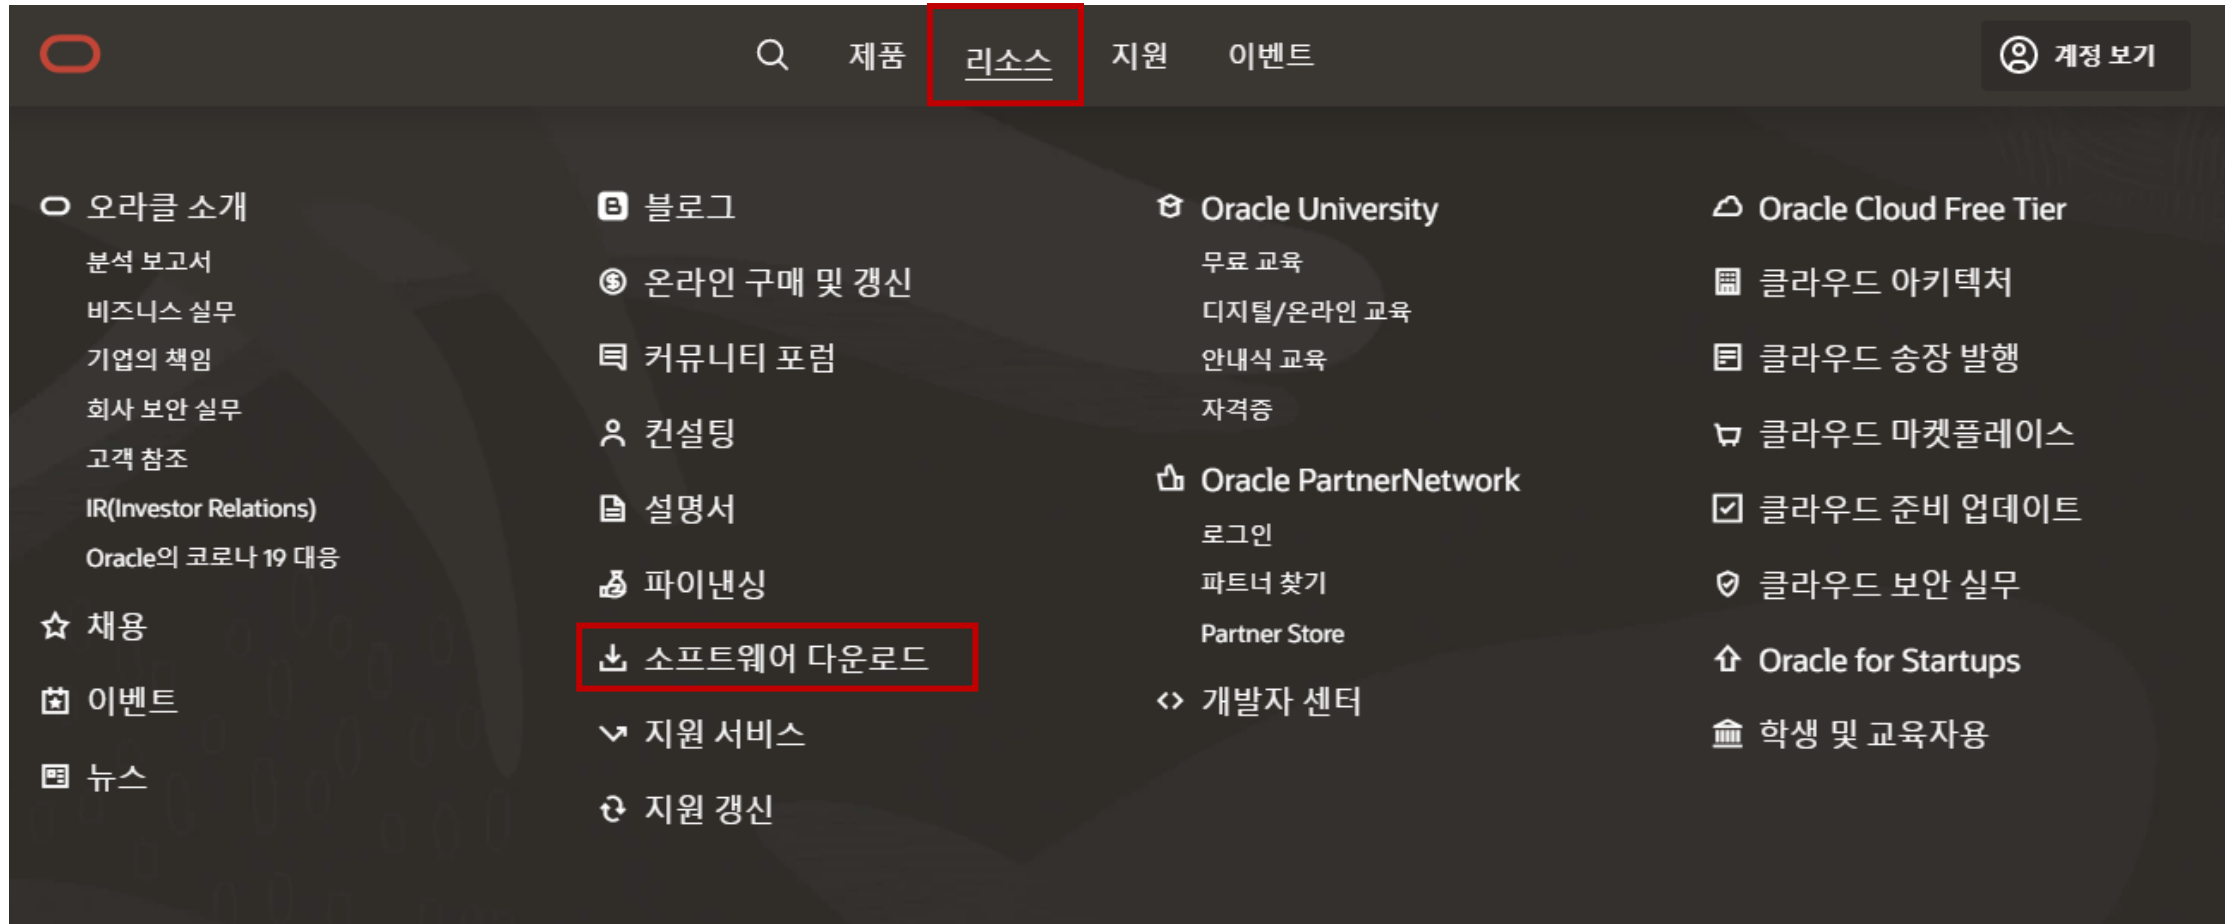 제품
리소스
지원
이벤트
계정 보기
오라클 소개
분석 보고서
비즈니스 실무
기업의 책임
회사 보안 실무
고객 참조
IR(Investor Relations)
Oracle의 코로나 19 대응
채용
이벤트
뉴스
블로그
온라인 구매 및 갱신
커뮤니티 포럼
컨설팅
설명서
파이낸싱
소프트웨어 다운로드
지원 서비스
지원 갱신
Oracle University
무료 교육
디지털/온라인 교육
안내식 교육
자격증
Oracle PartnerNetwork
로그인
파트너 찾기
Partner Store
개발자 센터
Oracle Cloud Free Tier
클라우드 아키텍처
클라우드 송장 발행
클라우드 마켓플레이스
클라우드 준비 업데이트
클라우드 보안 실무
Oracle for Startups
학생 및 교육자용